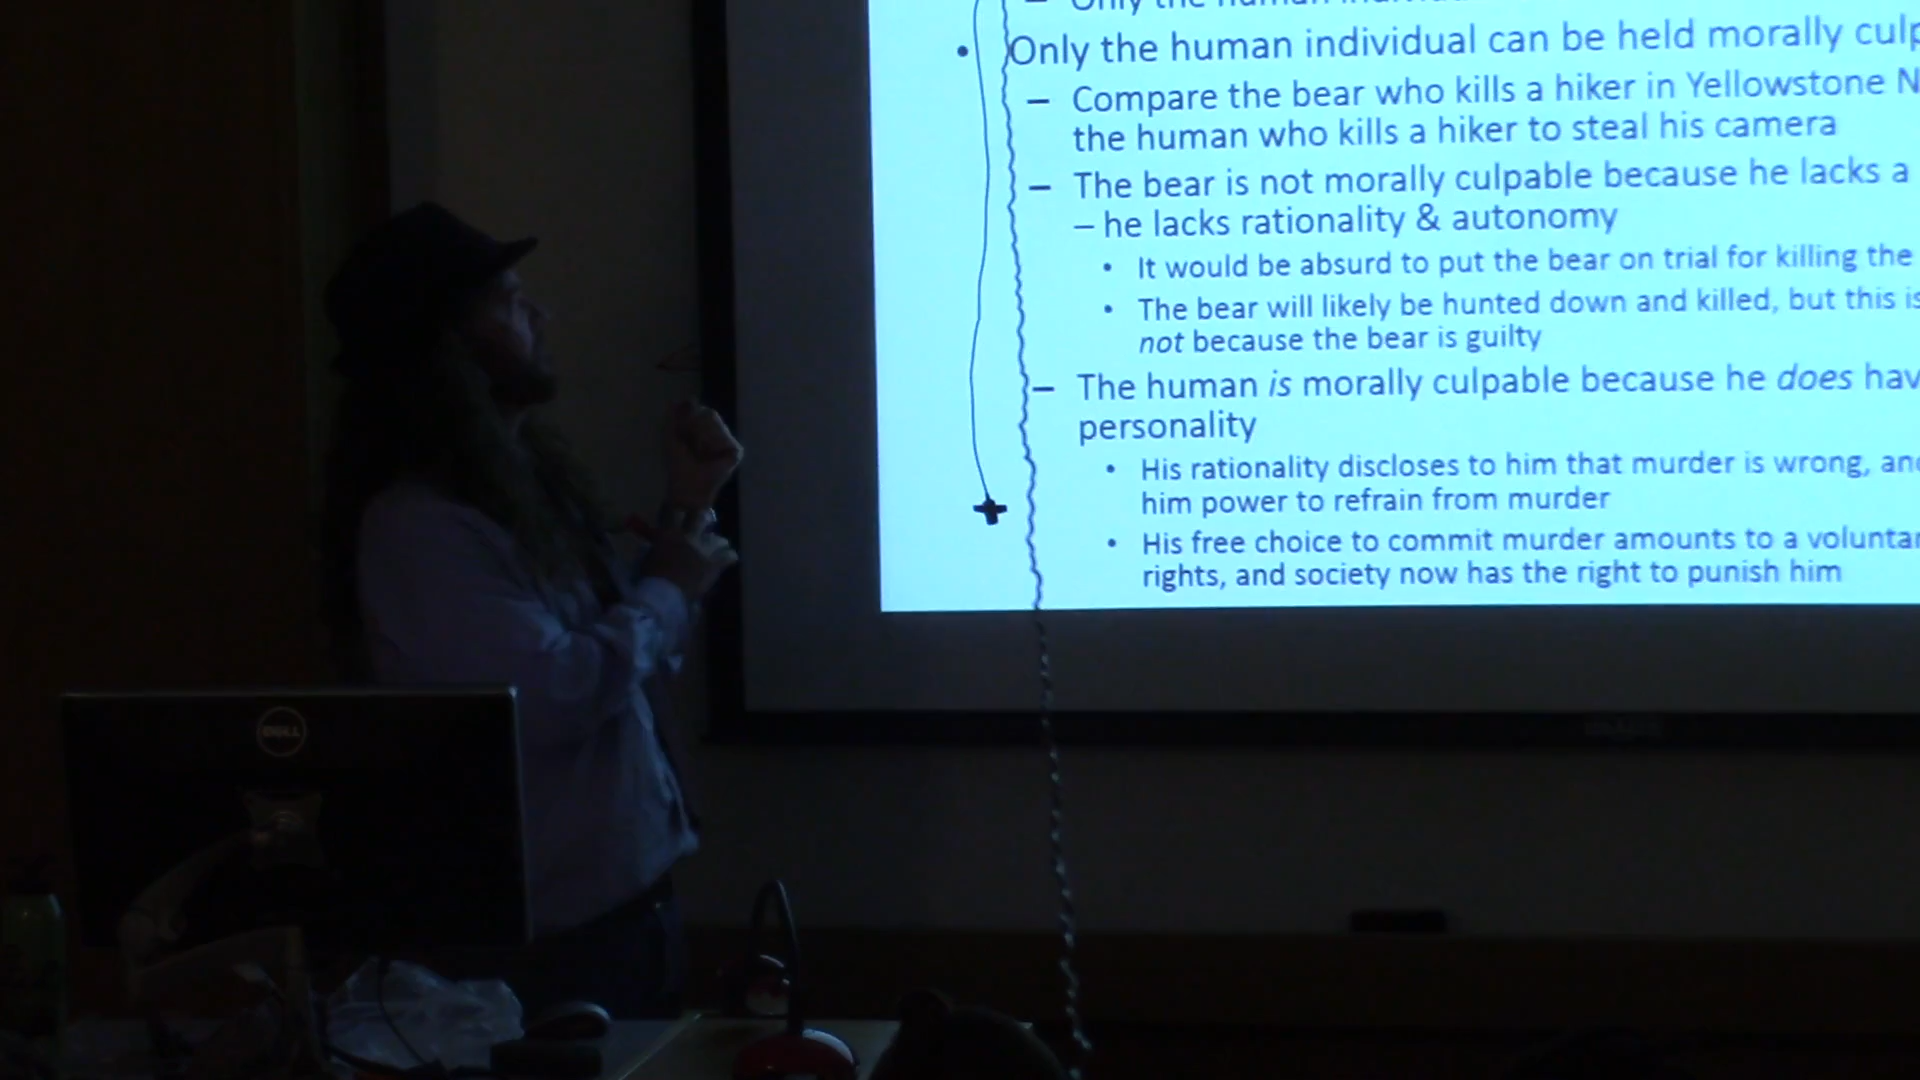 – Only the human
• Only the human individual can be held morally culp
– Compare the bear who kills a hiker in Yellowstone N
the human who kills a hiker to steal his camera
– The bear is not morally culpable because he lacks a
– he lacks rationality & autonomy
• It would be absurd to put the bear on trial for killing the
• The bear will likely be hunted down and killed, but this is
not because the bear is guilty
– The human is morally culpable because he does hav
personality
• His rationality discloses to him that murder is wrong, and
him power to refrain from murder
• His free choice to commit murder amounts to a voluntar
rights, and society now has the right to punish him
DELL